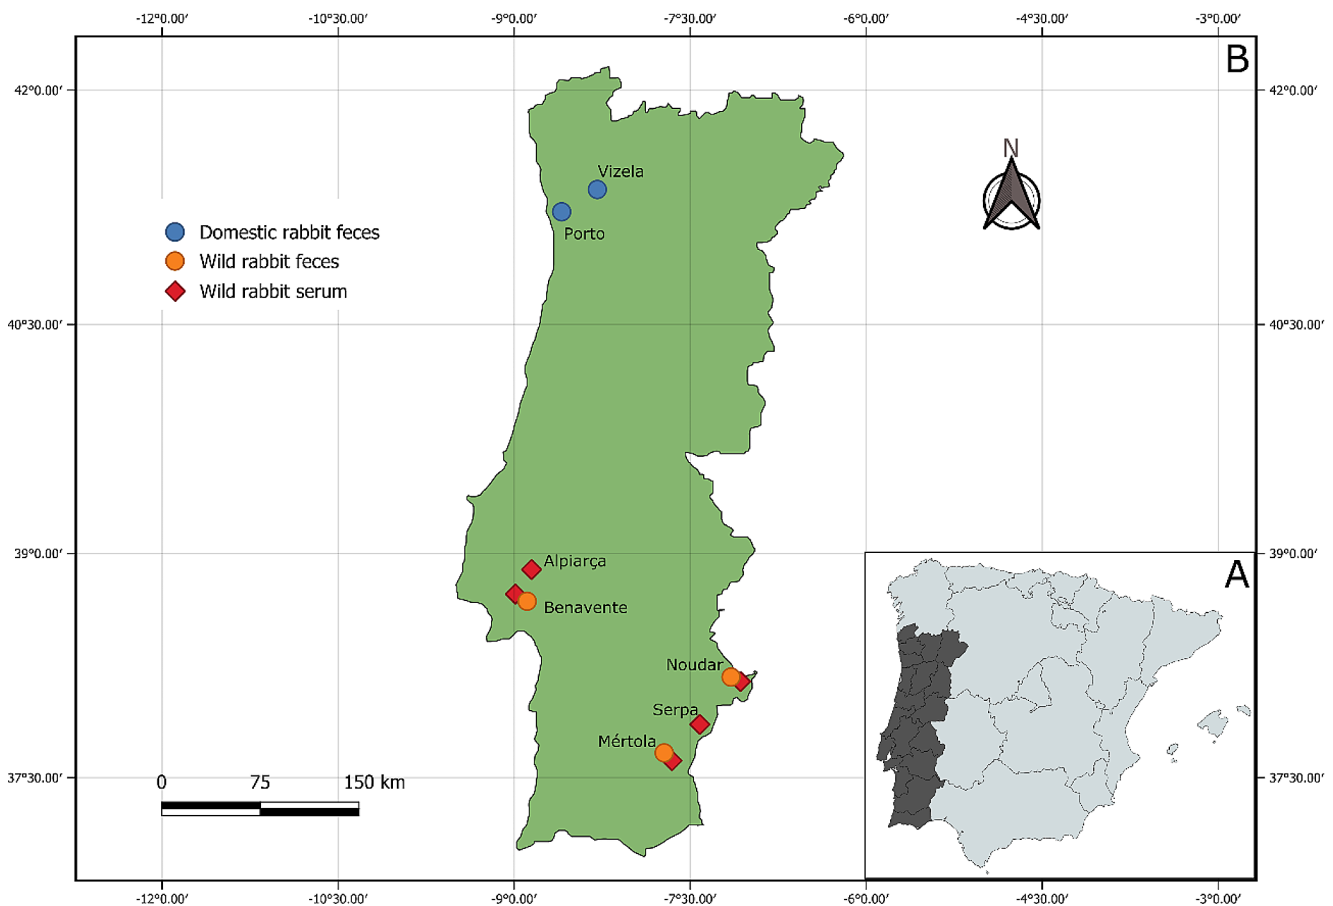 -12°0.00′ -10°30.00′ -9°0.00′ -7°30.00′ -6°0.00′ -4°30.00′ -3°0.00′
B
42°0.00′ 42°0.00′
N
Vizela
Porto
Domestic rabbit feces
Wild rabbit feces
Wild rabbit serum
40°30.00′ 40°30.00′
39°0.00′ 39°0.00′
Alpiarça
A
Benavente
Noudar
Serpa
Mértola
0 75 150 km
37°30.00′ 37°30.00′
-12°0.00′ -10°30.00′ -9°0.00′ -7°30.00′ -6°0.00′ -4°30.00′ -3°0.00′